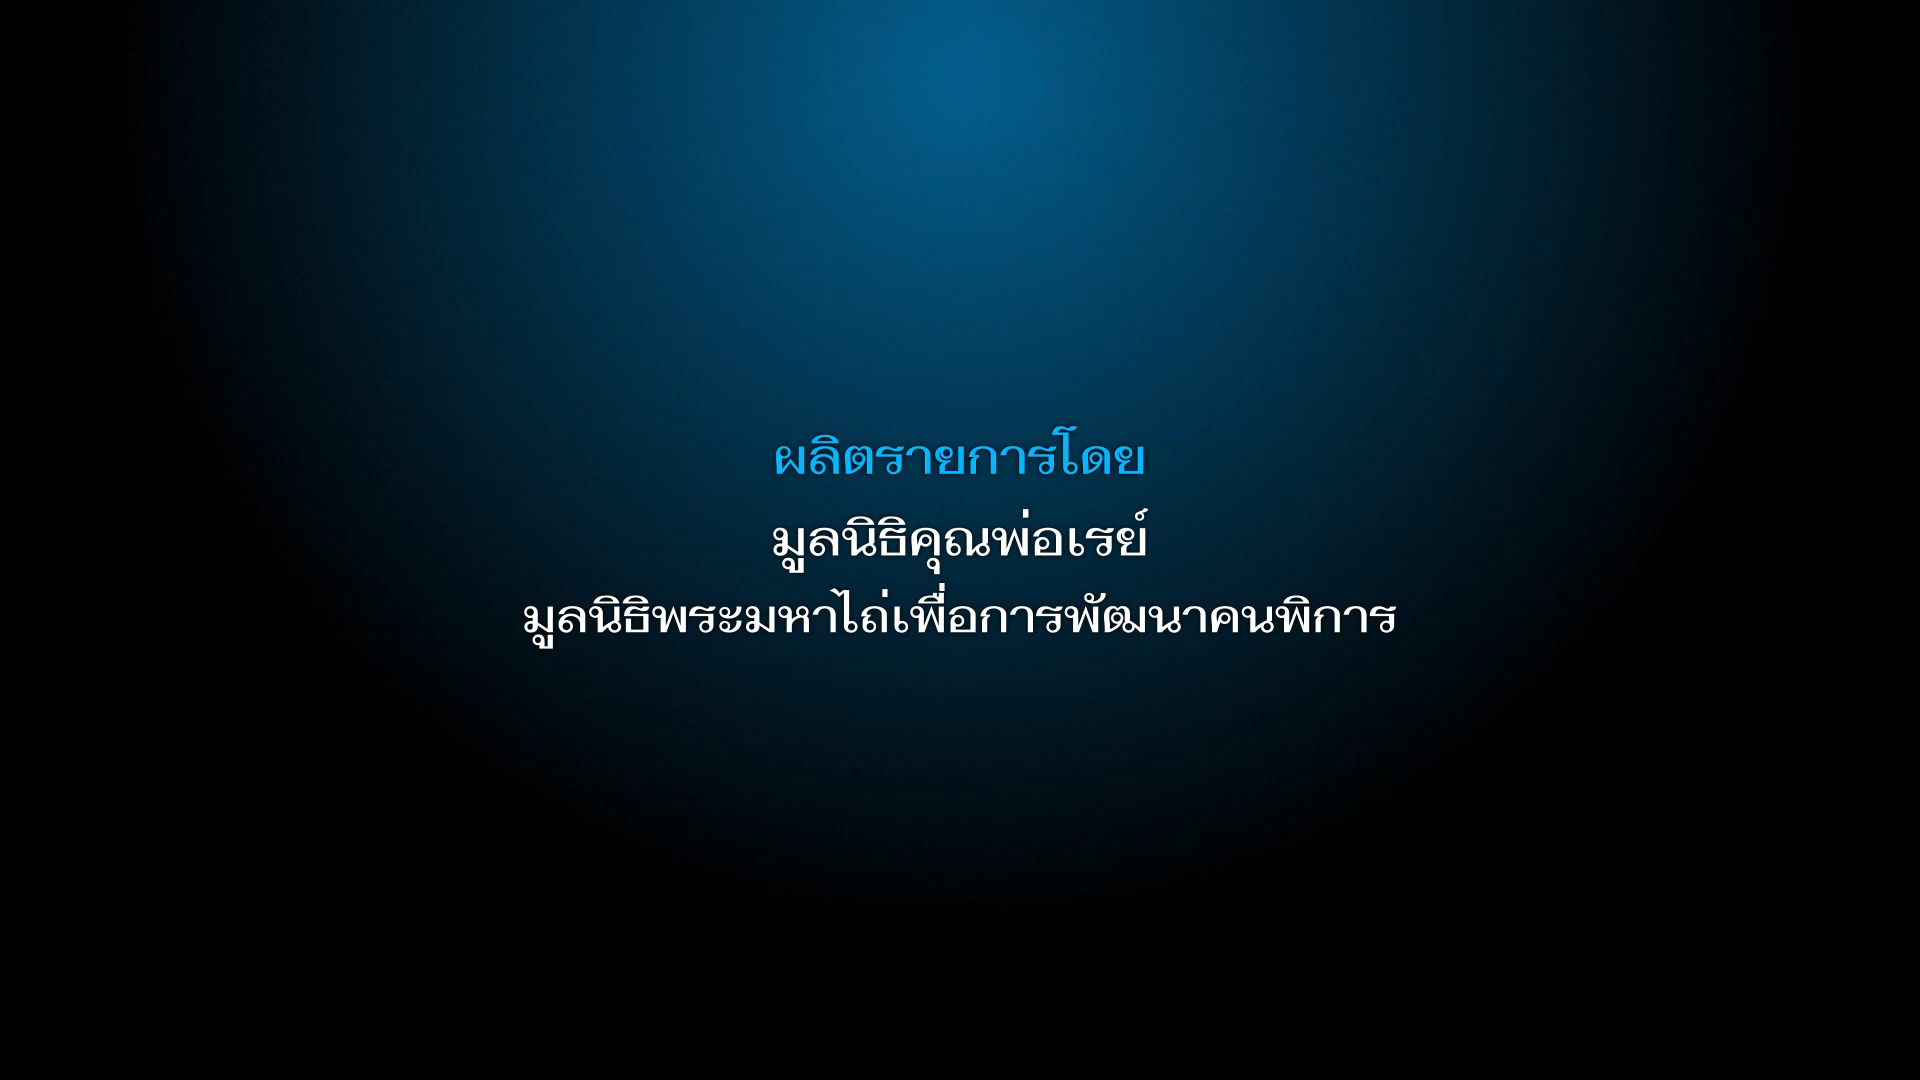 ผลิตรายการโดย
มูลนิธิคุณพ่อเรย์
มูลนิธิพระมหาไถ่เพื่อการพัฒนาคนพิการ